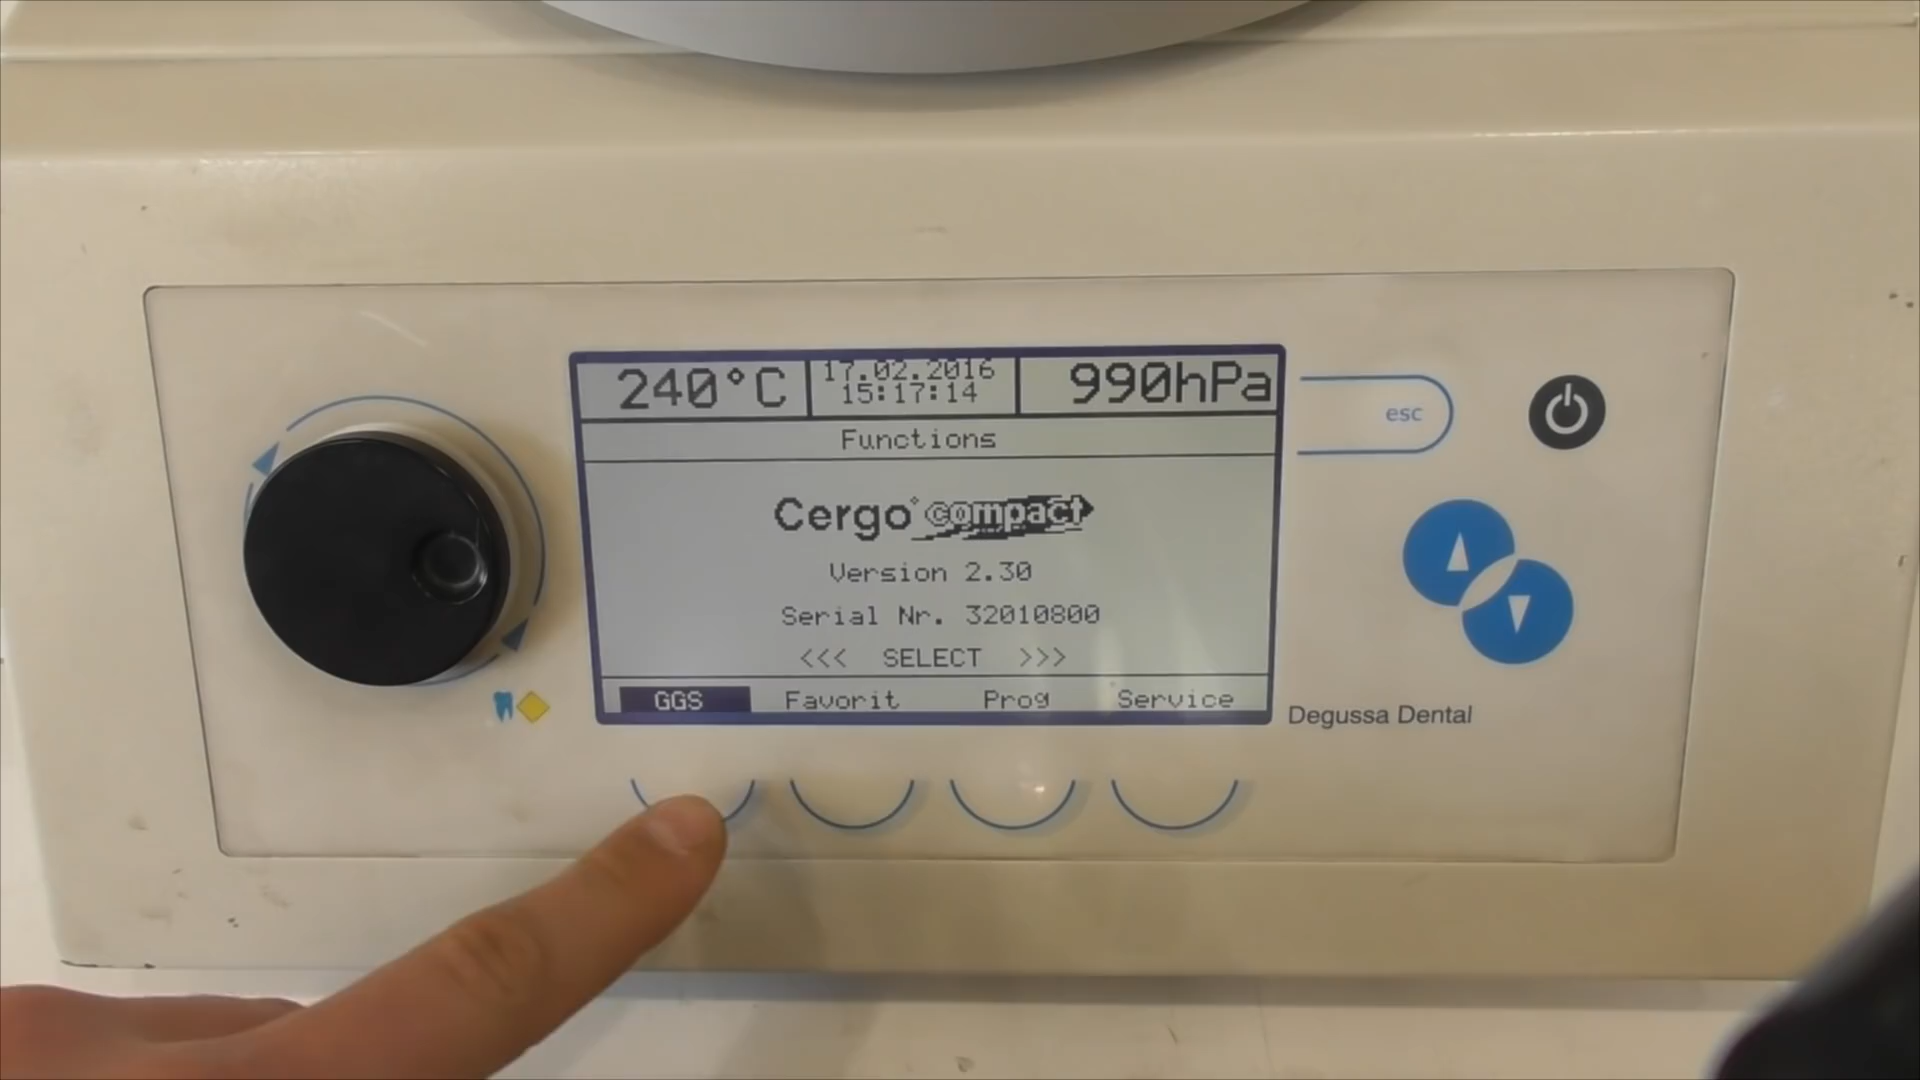 240°C 17.02.2016 990hPa
15:17:14
esc
Functions
Cergo compact
Version 2.30
Serial Nr. 32010800
<<< SELECT >>>
GGS Favorit Prog Service
Degussa Dental